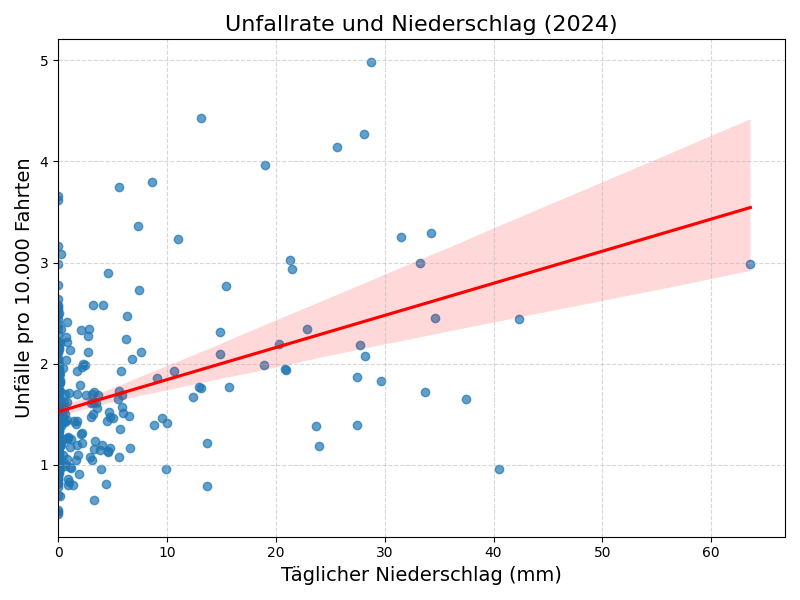 Unfallrate und Niederschlag (2024)
Unfälle pro 10.000 Fahrten
5
4
3
2
1
0 10 20 30 40 50 60
Täglicher Niederschlag (mm)